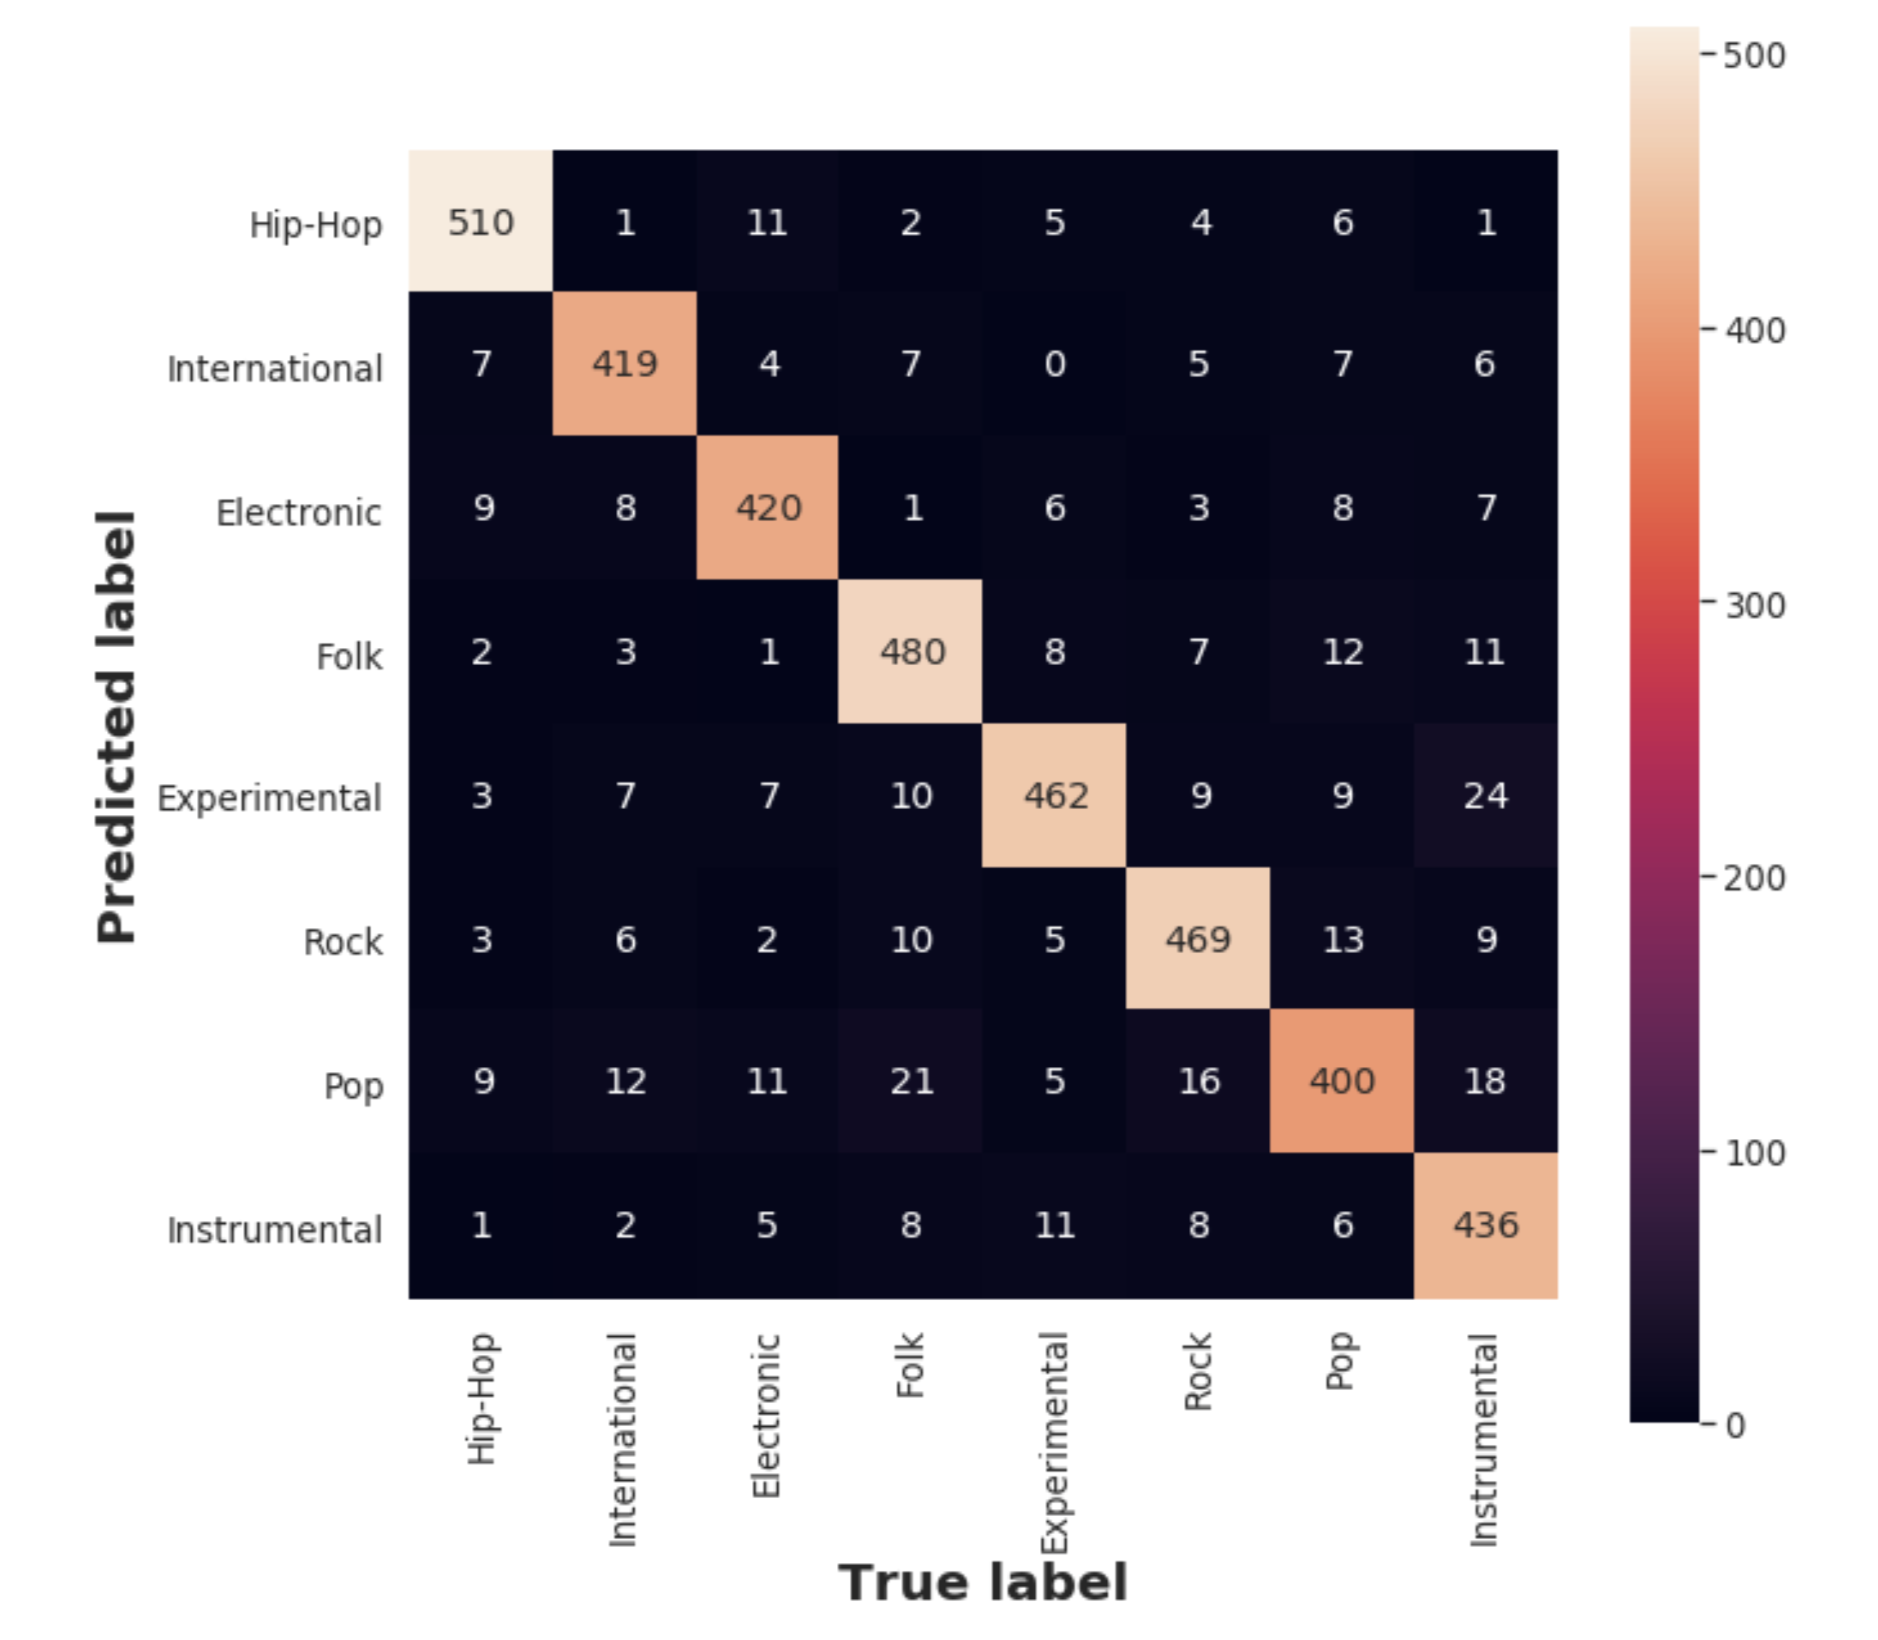 500
Hip-Hop 510 1 11 2 5 4 6 1
400
International 7 419 4 7 0 5 7 6
Electronic 9 8 420 1 6 3 8 7
300
Folk 2 3 1 480 8 7 12 11
Predicted label
Experimental 3 7 7 10 462 9 9 24
200
Rock 3 6 2 10 5 469 13 9
Pop 9 12 11 21 5 16 400 18
100
Instrumental 1 2 5 8 11 8 6 436
0
Hip-Hop
International
Electronic
Folk
Experimental
Rock
Pop
Instrumental
True label